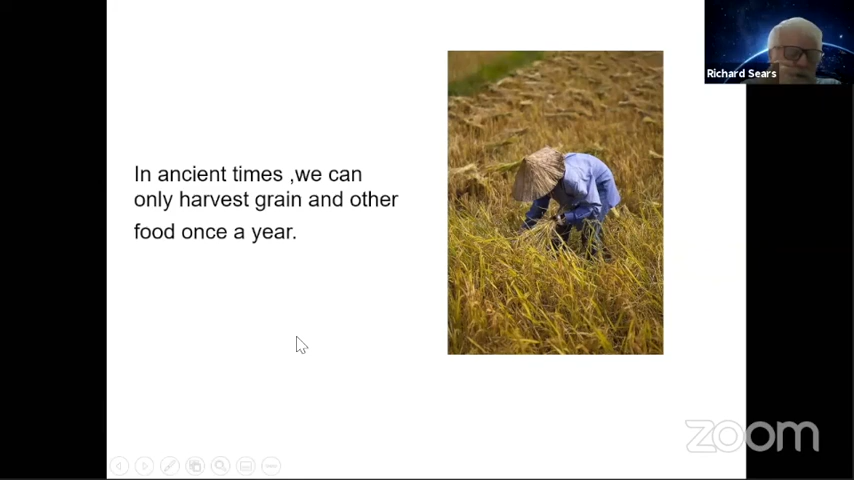 Richard Sears
In ancient times ,we can
only harvest grain and other
food once a year.
zoom